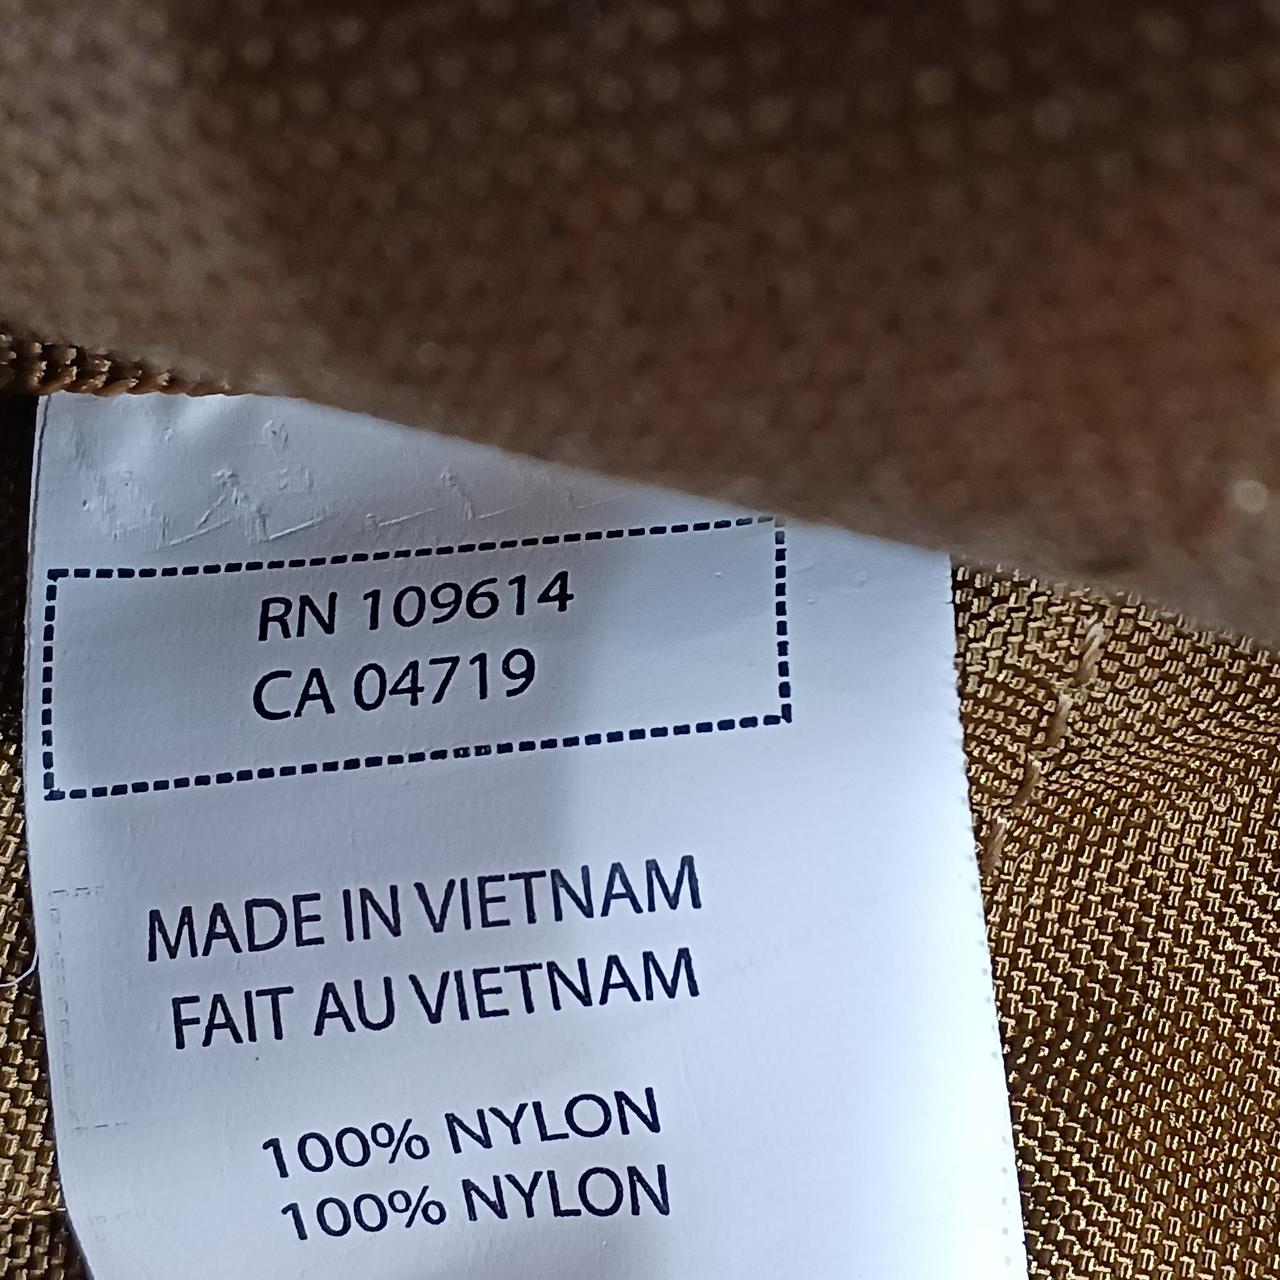 RN 109614
CA 04719
MADE IN VIETNAM
FAIT AU VIETNAM
100% NYLON
100% NYLON